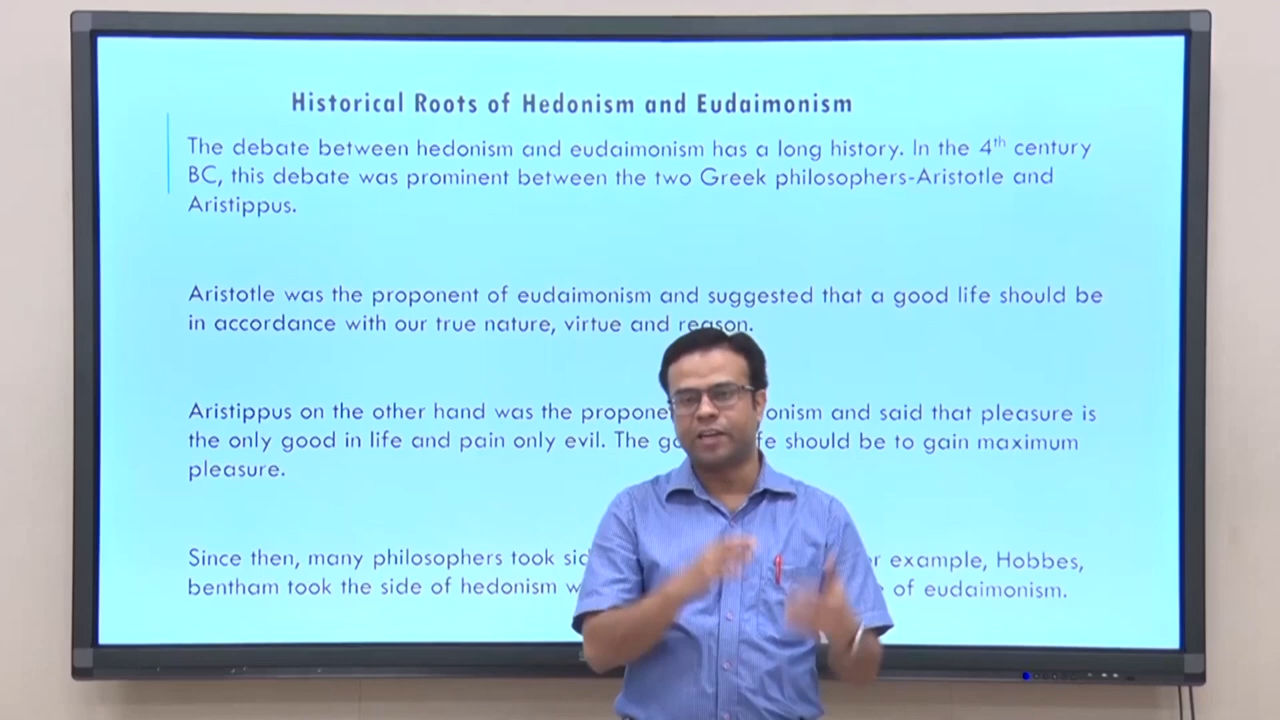 Historical Roots of Hedonism and Eudaimonism
The debate between hedonism and eudaimonism has a long history. In the 4th century
BC, this debate was prominent between the two Greek philosophers-Aristotle and
Aristippus.
Aristotle was the proponent of eudaimonism and suggested that a good life should be
in accordance with our true nature, virtue and reason.
Aristippus on the other hand was the onism and said that pleasure is
the only good in life and pain only evil. The should be to gain maximum
pleasure.
Since then, many philosophers took example, Hobbes,
bentham took the side of hedonism of eudaimonism.